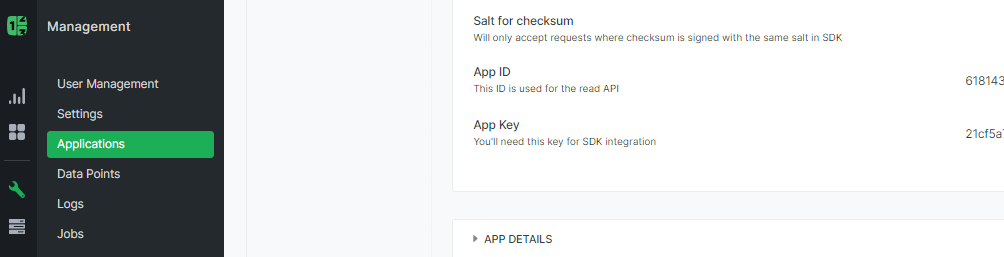 Management
User Management
Settings
Applications
Data Points
Logs
Jobs
Salt for checksum
Will only accept requests where checksum is signed with the same salt in SDK
App ID
This ID is used for the read API
618143
App Key
You'll need this key for SDK integration
21cf5a
APP DETAILS